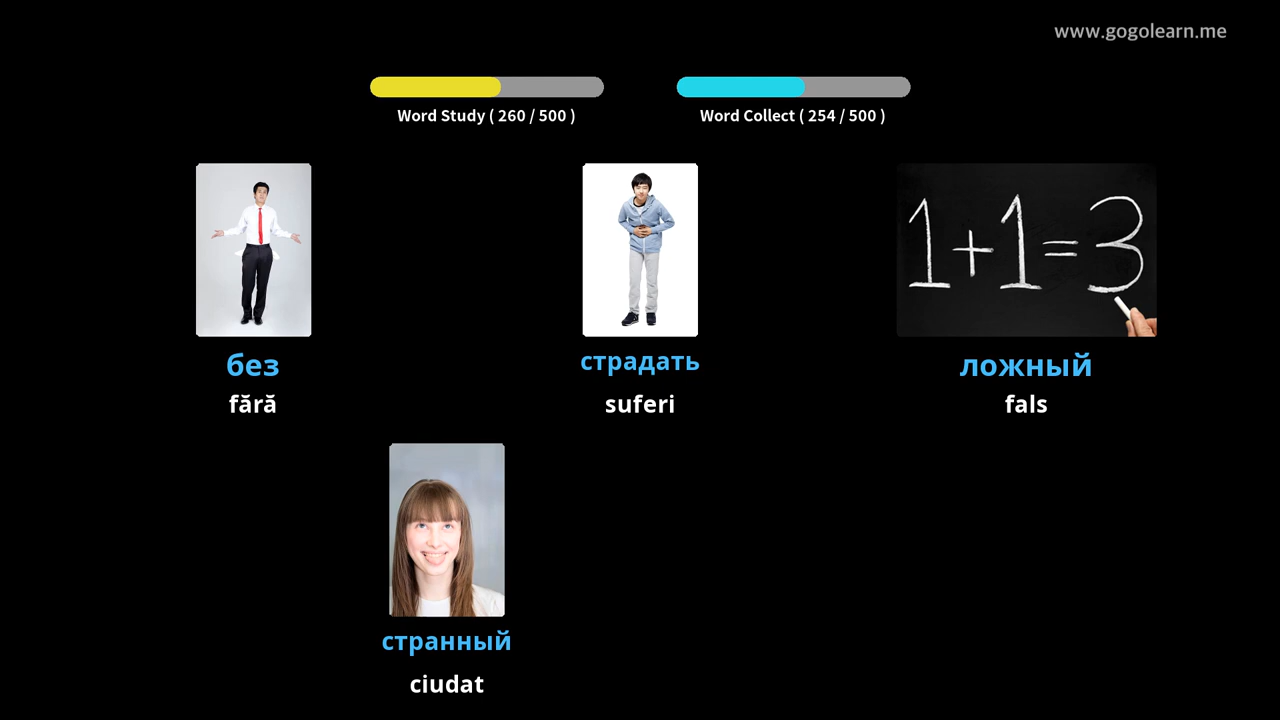 www.gogolearn.me
Word Study ( 260 / 500 )
Word Collect ( 254 / 500 )
1+1=3
без
страдать
ложный
fără
suferi
fals
странный
ciudat